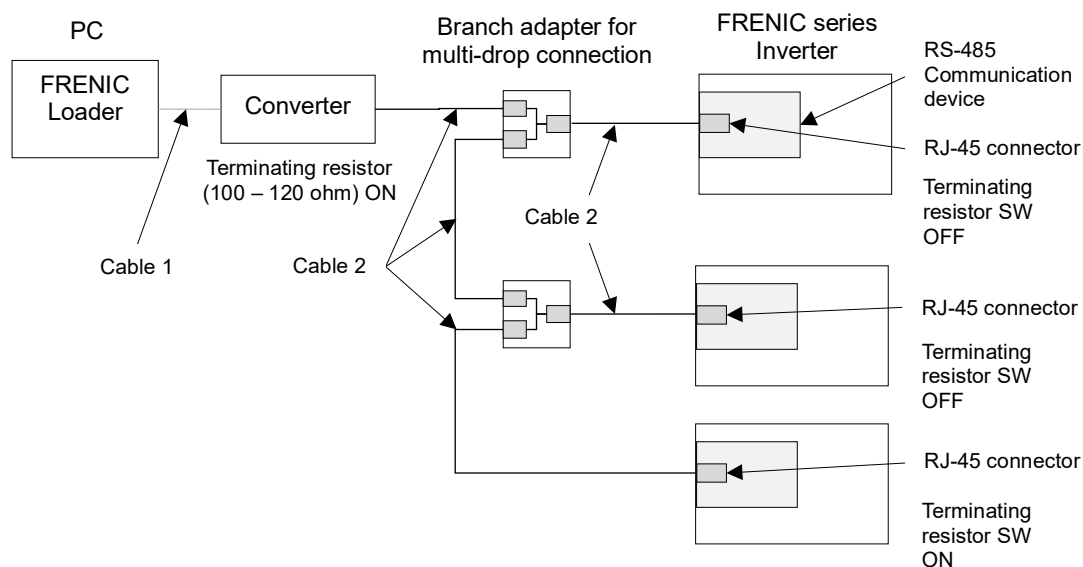 PC
FRENIC
Loader
Converter
Terminating resistor
(100 – 120 ohm) ON
Cable 1
Cable 2
Branch adapter for
multi-drop connection
Cable 2
FRENIC series
Inverter
RS-485
Communication
device
RJ-45 connector
Terminating
resistor SW
OFF
RJ-45 connector
Terminating
resistor SW
OFF
RJ-45 connector
Terminating
resistor SW
ON